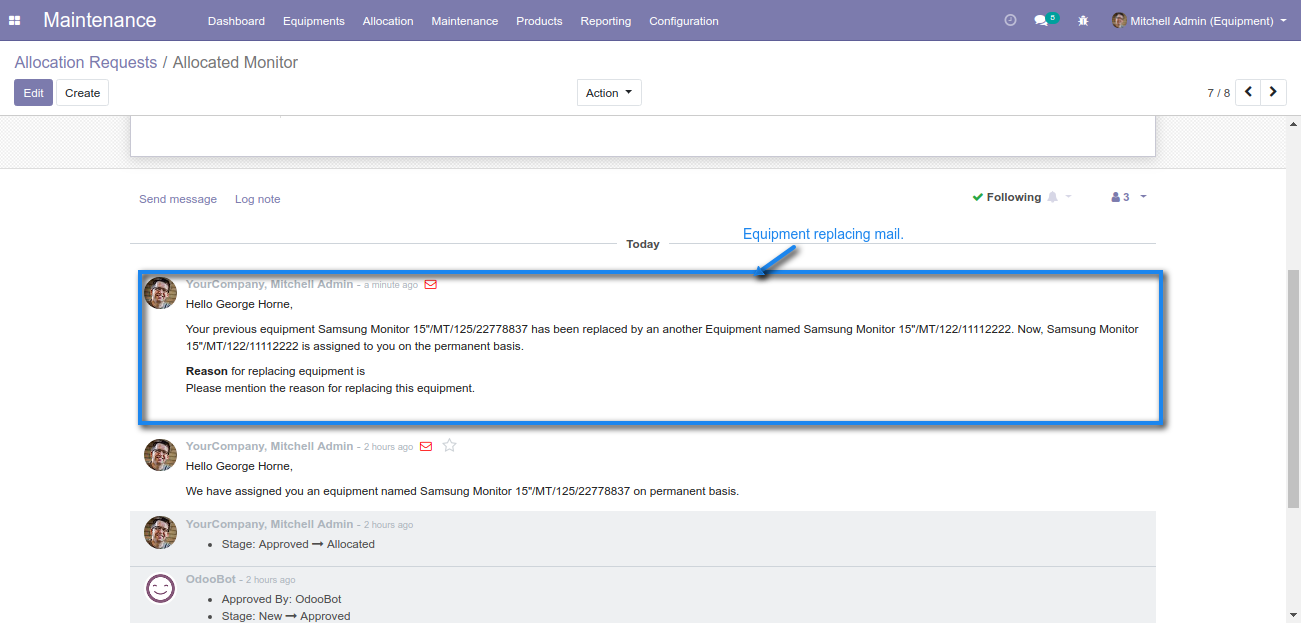 Maintenance Dashboard Equipments Allocation Maintenance Products Reporting Configuration 5 Mitchell Admin (Equipment)
Allocation Requests / Allocated Monitor
Edit Create Action 7 / 8
Send message Log note Following 3
Equipment replacing mail.
Today
YourCompany, Mitchell Admin - a minute ago
Hello George Horne,
Your previous equipment Samsung Monitor 15"/MT/125/22778837 has been replaced by an another Equipment named Samsung Monitor 15"/MT/122/11112222. Now, Samsung Monitor
15"/MT/122/11112222 is assigned to you on the permanent basis.
Reason for replacing equipment is
Please mention the reason for replacing this equipment.
YourCompany, Mitchell Admin - 2 hours ago
Hello George Horne,
We have assigned you an equipment named Samsung Monitor 15"/MT/125/22778837 on permanent basis.
YourCompany, Mitchell Admin - 2 hours ago
• Stage: Approved → Allocated
OdooBot - 2 hours ago
• Approved By: OdooBot
• Stage: New → Approved